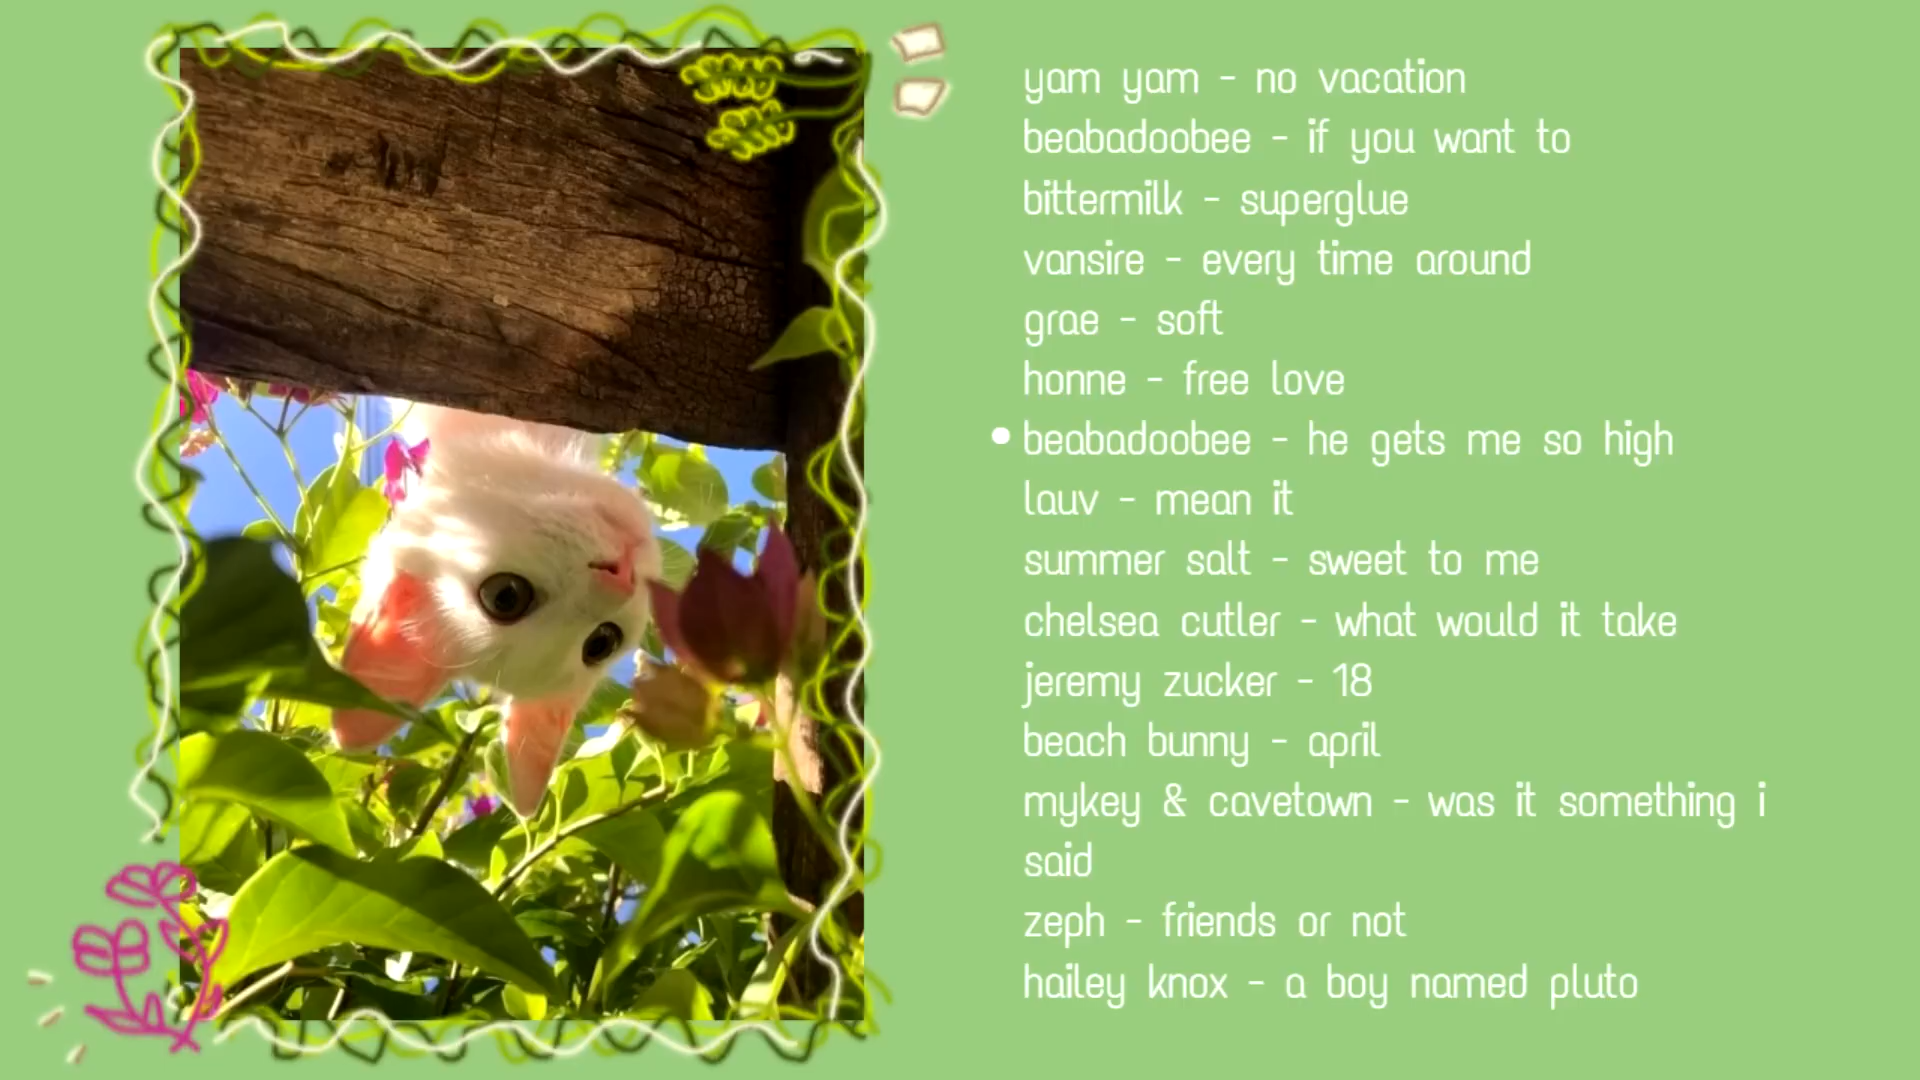 yam yam - no vacation
beabadoobee - if you want to
bittermilk - superglue
vansire - every time around
grae - soft
honne - free love
beabadoobee - he gets me so high
lauv - mean it
summer salt - sweet to me
chelsea cutler - what would it take
jeremy zucker - 18
beach bunny - april
mykey & cavetown - was it something i
said
zeph - friends or not
hailey knox - a boy named pluto